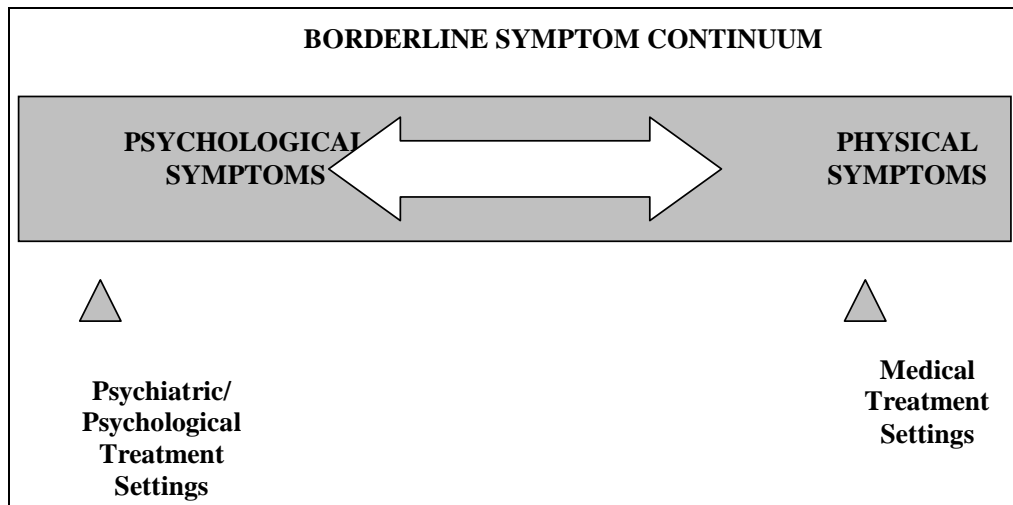 BORDERLINE SYMPTOM CONTINUUM
PSYCHOLOGICAL
SYMPTOMS
PHYSICAL
SYMPTOMS
Psychiatric/
Psychological
Treatment
Settings
Medical
Treatment
Settings